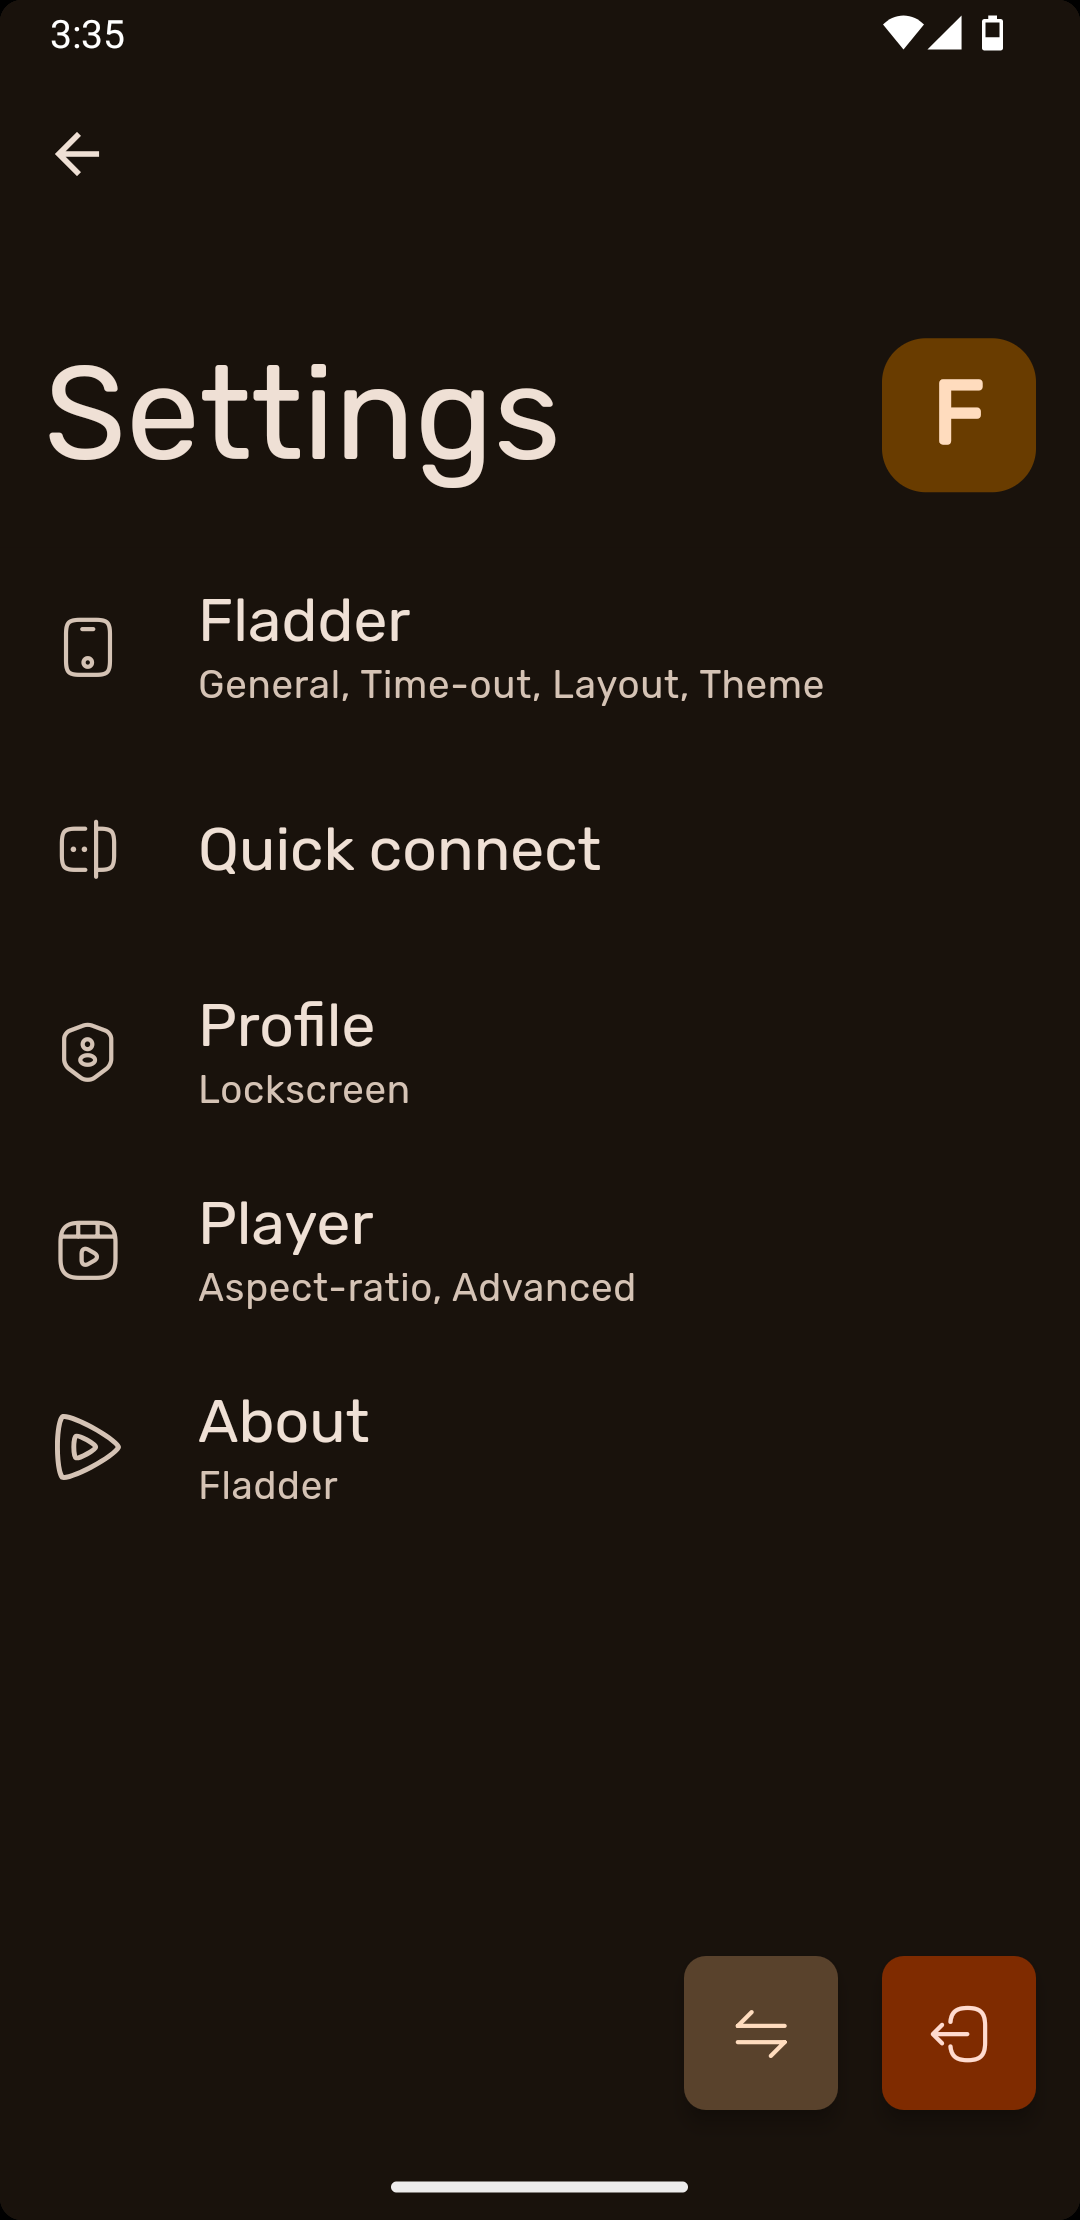 3:35
Settings
F
Fladder
General, Time-out, Layout, Theme
Quick connect
Profile
Lockscreen
Player
Aspect-ratio, Advanced
About
Fladder